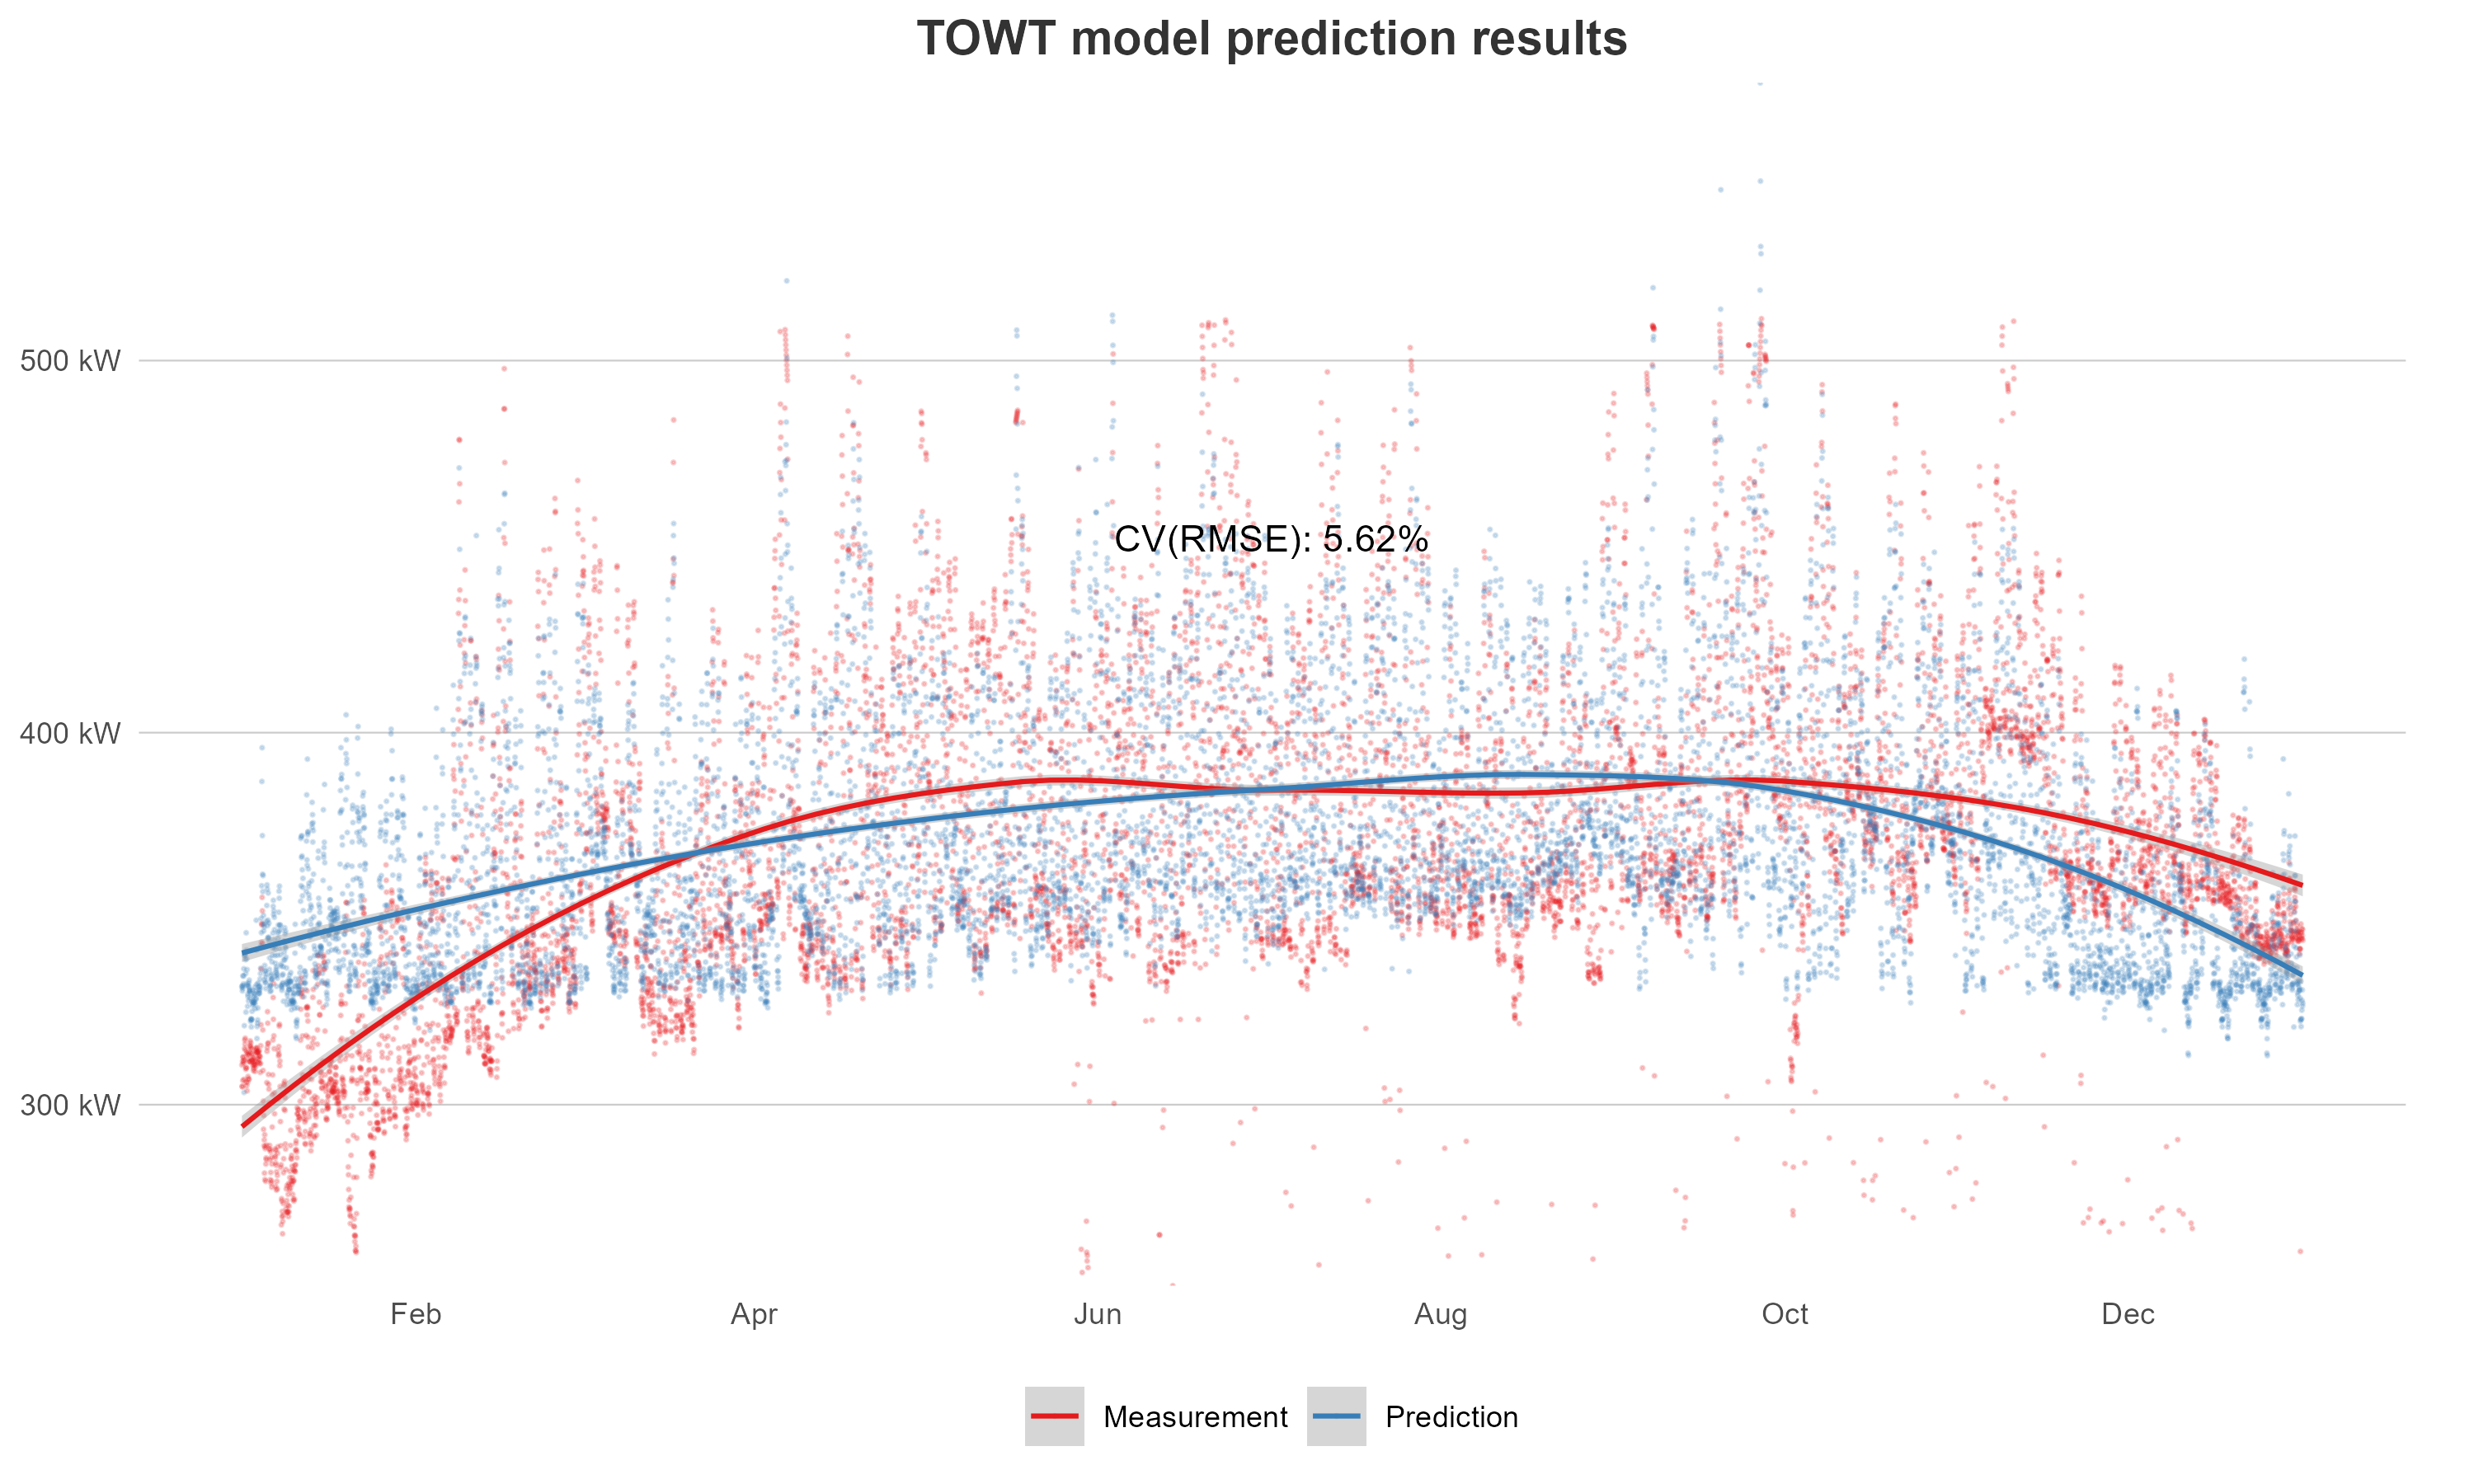 TOWT model prediction results
500 kW
CV(RMSE): 5.62%
400 kW
300 kW
Feb Apr Jun Aug Oct Dec
Measurement Prediction